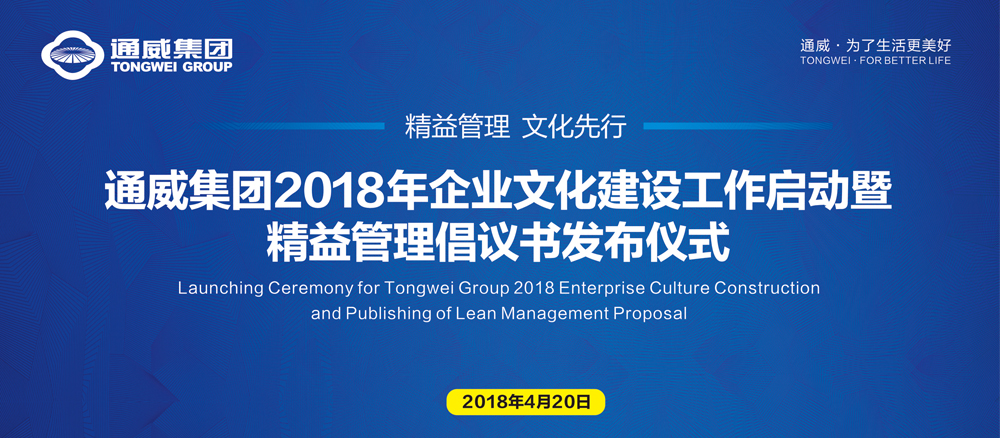 通威集团
TONGWEI GROUP
通威·为了生活更美好
TONGWEI · FOR BETTER LIFE
精益管理 文化先行
通威集团2018年企业文化建设工作启动暨
精益管理倡议书发布仪式
Launching Ceremony for Tongwei Group 2018 Enterprise Culture Construction
and Publishing of Lean Management Proposal
2018年4月20日